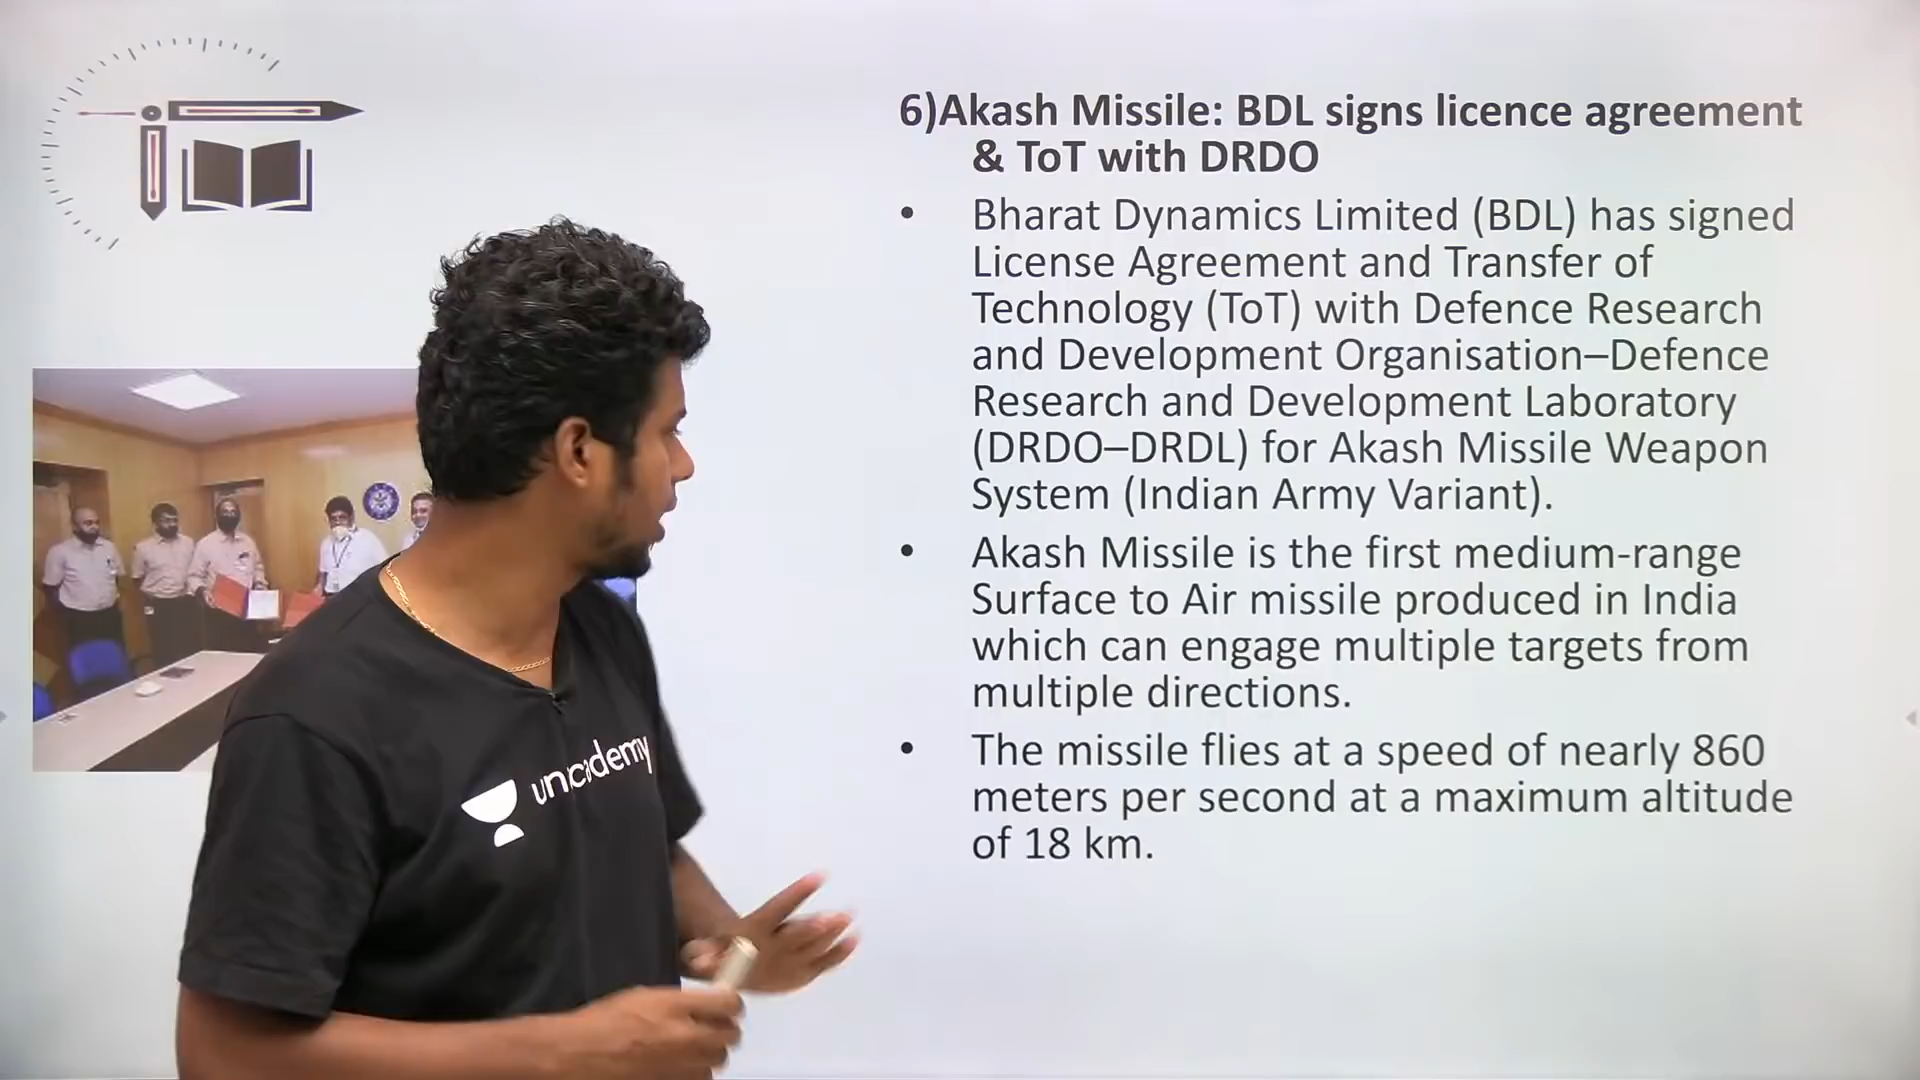 6)Akash Missile: BDL signs licence agreement
& ToT with DRDO
• Bharat Dynamics Limited (BDL) has signed
License Agreement and Transfer of
Technology (ToT) with Defence Research
and Development Organisation–Defence
Research and Development Laboratory
(DRDO–DRDL) for Akash Missile Weapon
System (Indian Army Variant).
• Akash Missile is the first medium-range
Surface to Air missile produced in India
which can engage multiple targets from
multiple directions.
• The missile flies at a speed of nearly 860
meters per second at a maximum altitude
of 18 km.
unacademy